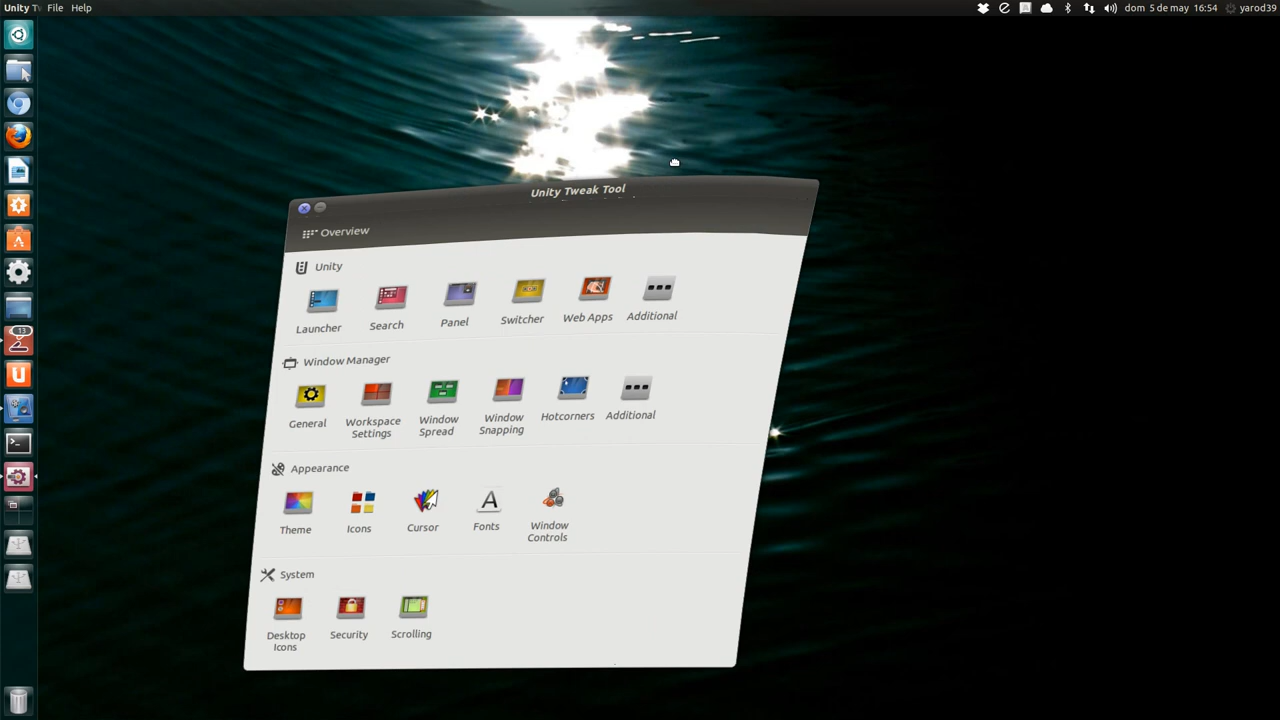 Unity Tw File Help
dom 5 de may 16:54 yarod39
Unity Tweak Tool
Overview
Unity
Launcher Search Panel Switcher Web Apps Additional
Window Manager
General Workspace Settings Window Spread Window Snapping Hotcorners Additional
Appearance
Theme Icons Cursor Fonts Window Controls
System
Desktop Icons Security Scrolling
13